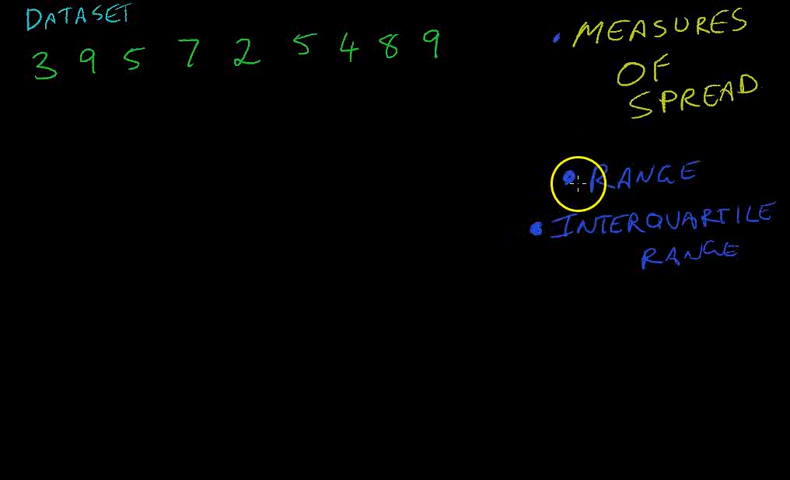 DATASET
3 9 5 7 2 5 4 8 9
MEASURES
OF
SPREAD
RANGE
INTERQUARTILE
RANGE